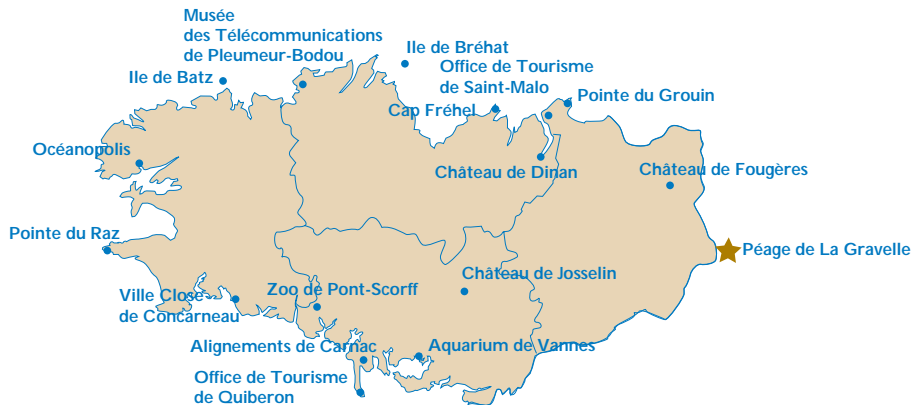 Musée
des Télécommunications
de Pleumeur-Bodou
Ile de Bréhat
Office de Tourisme
de Saint-Malo
Ile de Batz
Cap Fréhel
Pointe du Grouin
Océanopolis
Château de Dinan
Château de Fougères
Pointe du Raz
Péage de La Gravelle
Château de Josselin
Ville Close
de Concarneau
Zoo de Pont-Scorff
Alignements de Carnac
Aquarium de Vannes
Office de Tourisme
de Quiberon